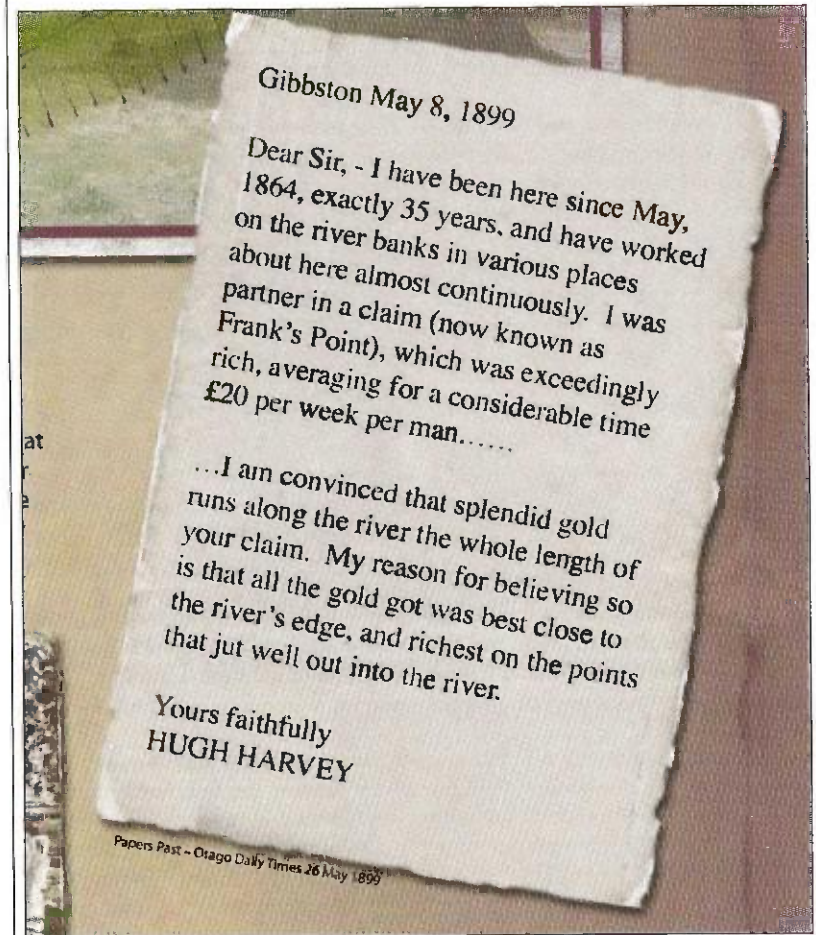 Gibbston May 8, 1899
Dear Sir, - I have been here since May,
1864, exactly 35 years, and have worked
on the river banks in various places
about here almost continuously. I was
partner in a claim (now known as
Frank's Point), which was exceedingly
rich, averaging for a considerable time
£20 per week per man......
...I am convinced that splendid gold
runs along the river the whole length of
your claim. My reason for believing so
is that all the gold got was best close to
the river's edge, and richest on the points
that jut well out into the river.
Yours faithfully
HUGH HARVEY
Papers Past - Otago Daily Times 26 May 1899
at